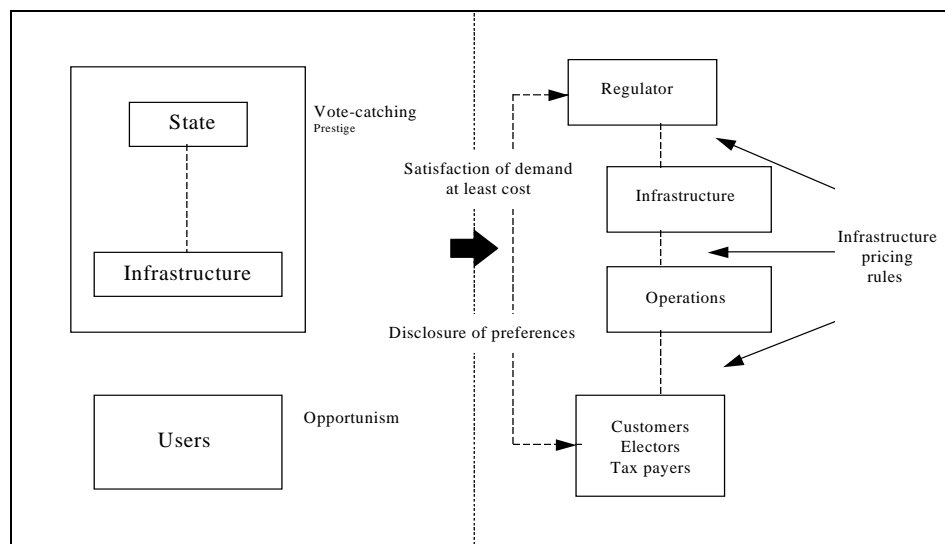 State
Vote-catching
Prestige
Infrastructure
Users
Opportunism
Satisfaction of demand
at least cost
Disclosure of preferences
Regulator
Infrastructure
Operations
Customers
Electors
Tax payers
Infrastructure
pricing
rules